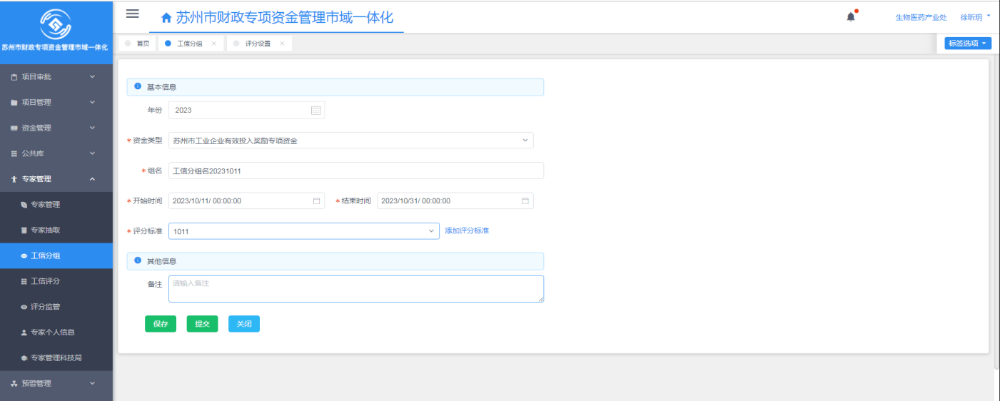 苏州市财政专项资金管理市域一体化
生物医药产业处
徐昕玥
苏州市财政专项资金管理市域一体化
首页
工信分组 ×
评分设置 ×
标签选项
项目审批
项目管理
资金管理
公共库
专家管理
专家管理
专家抽取
工信分组
工信评分
评分监管
专家个人信息
专家管理科技局
预警管理
基本信息
年份 2023
* 资金类型 苏州市工业企业有效投入奖励专项资金
* 组名 工信分组名20231011
* 开始时间 2023/10/11/ 00:00:00 * 结束时间 2023/10/31/ 00:00:00
* 评分标准 1011 添加评分标准
其他信息
备注 请输入备注
保存 提交 关闭